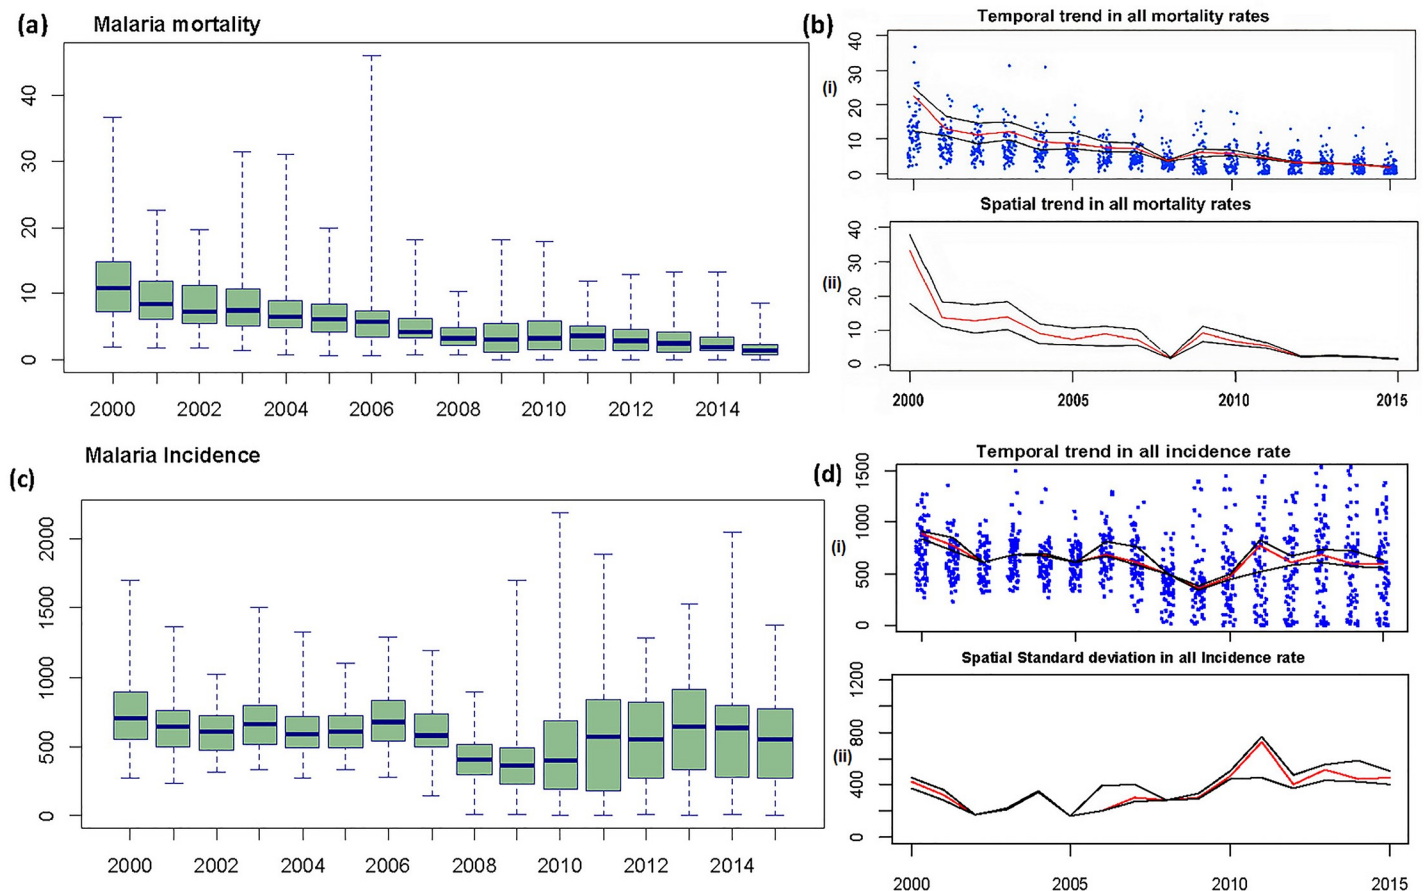 (a) Malaria mortality
40
30
20
10
0
2000 2002 2004 2006 2008 2010 2012 2014
(b) Temporal trend in all mortality rates
(i)
40
30
20
10
0
Spatial trend in all mortality rates
(ii)
40
30
20
10
0
2000 2005 2010 2015
Malaria Incidence
(c)
2000
1500
1000
500
0
2000 2002 2004 2006 2008 2010 2012 2014
(d) Temporal trend in all incidence rate
(i)
1500
1000
500
0
Spatial Standard deviation in all Incidence rate
(ii)
1200
800
400
0
2000 2005 2010 2015